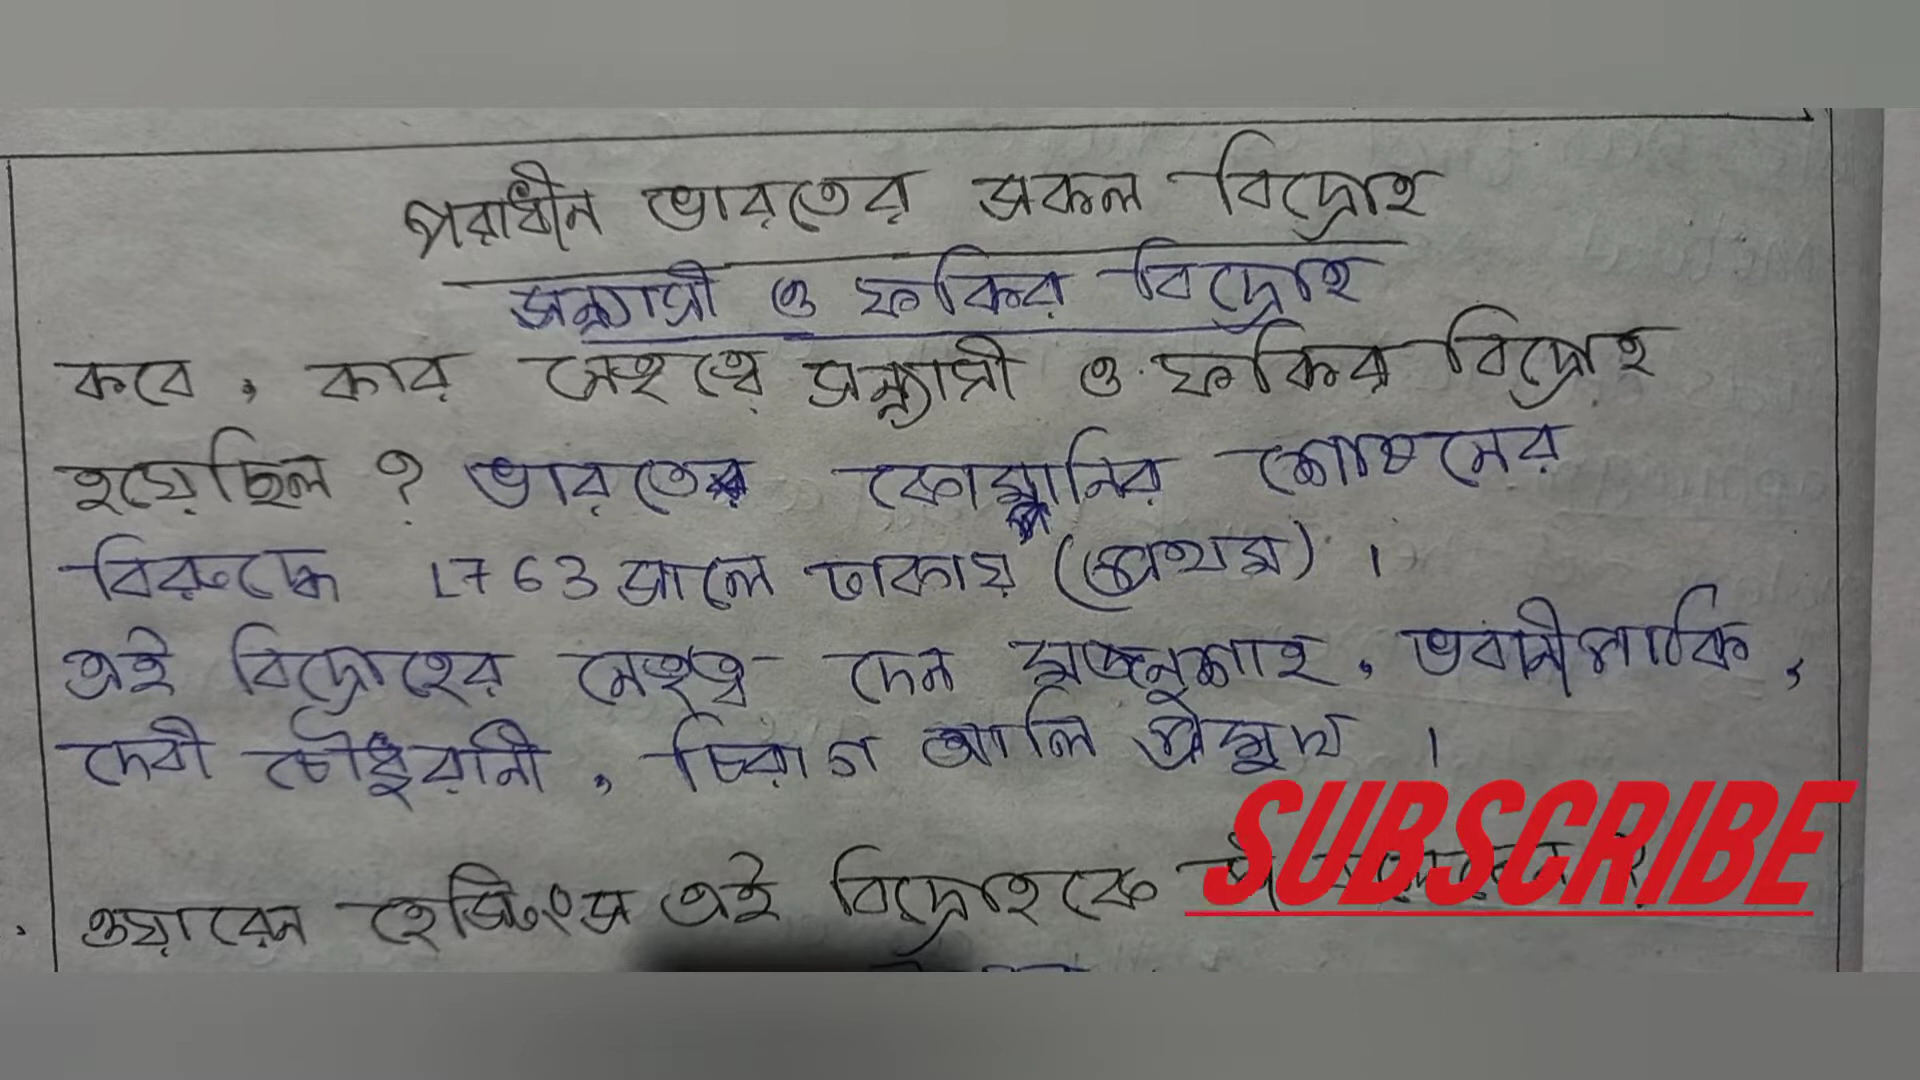 পরাধীন ভারতের সকল বিদ্রোহ
সন্ন্যাসী ও ফকির বিদ্রোহ
কবে, কার নেতৃত্বে সন্ন্যাসী ও ফকির বিদ্রোহ
হয়েছিল ? ভারতের কোম্পানির শোষনের
বিরুদ্ধে 1763 সালে ঢাকায় (প্রথম) ।
এই বিদ্রোহের নেতৃত্ব দেন মজনুশাহ, ভবানীপাঠক,
দেবী চৌধুরানী, চিরাগ আলি প্রমুখ ।
SUBSCRIBE
ওয়ারেন হেস্টিংস এই বিদ্রোহকে